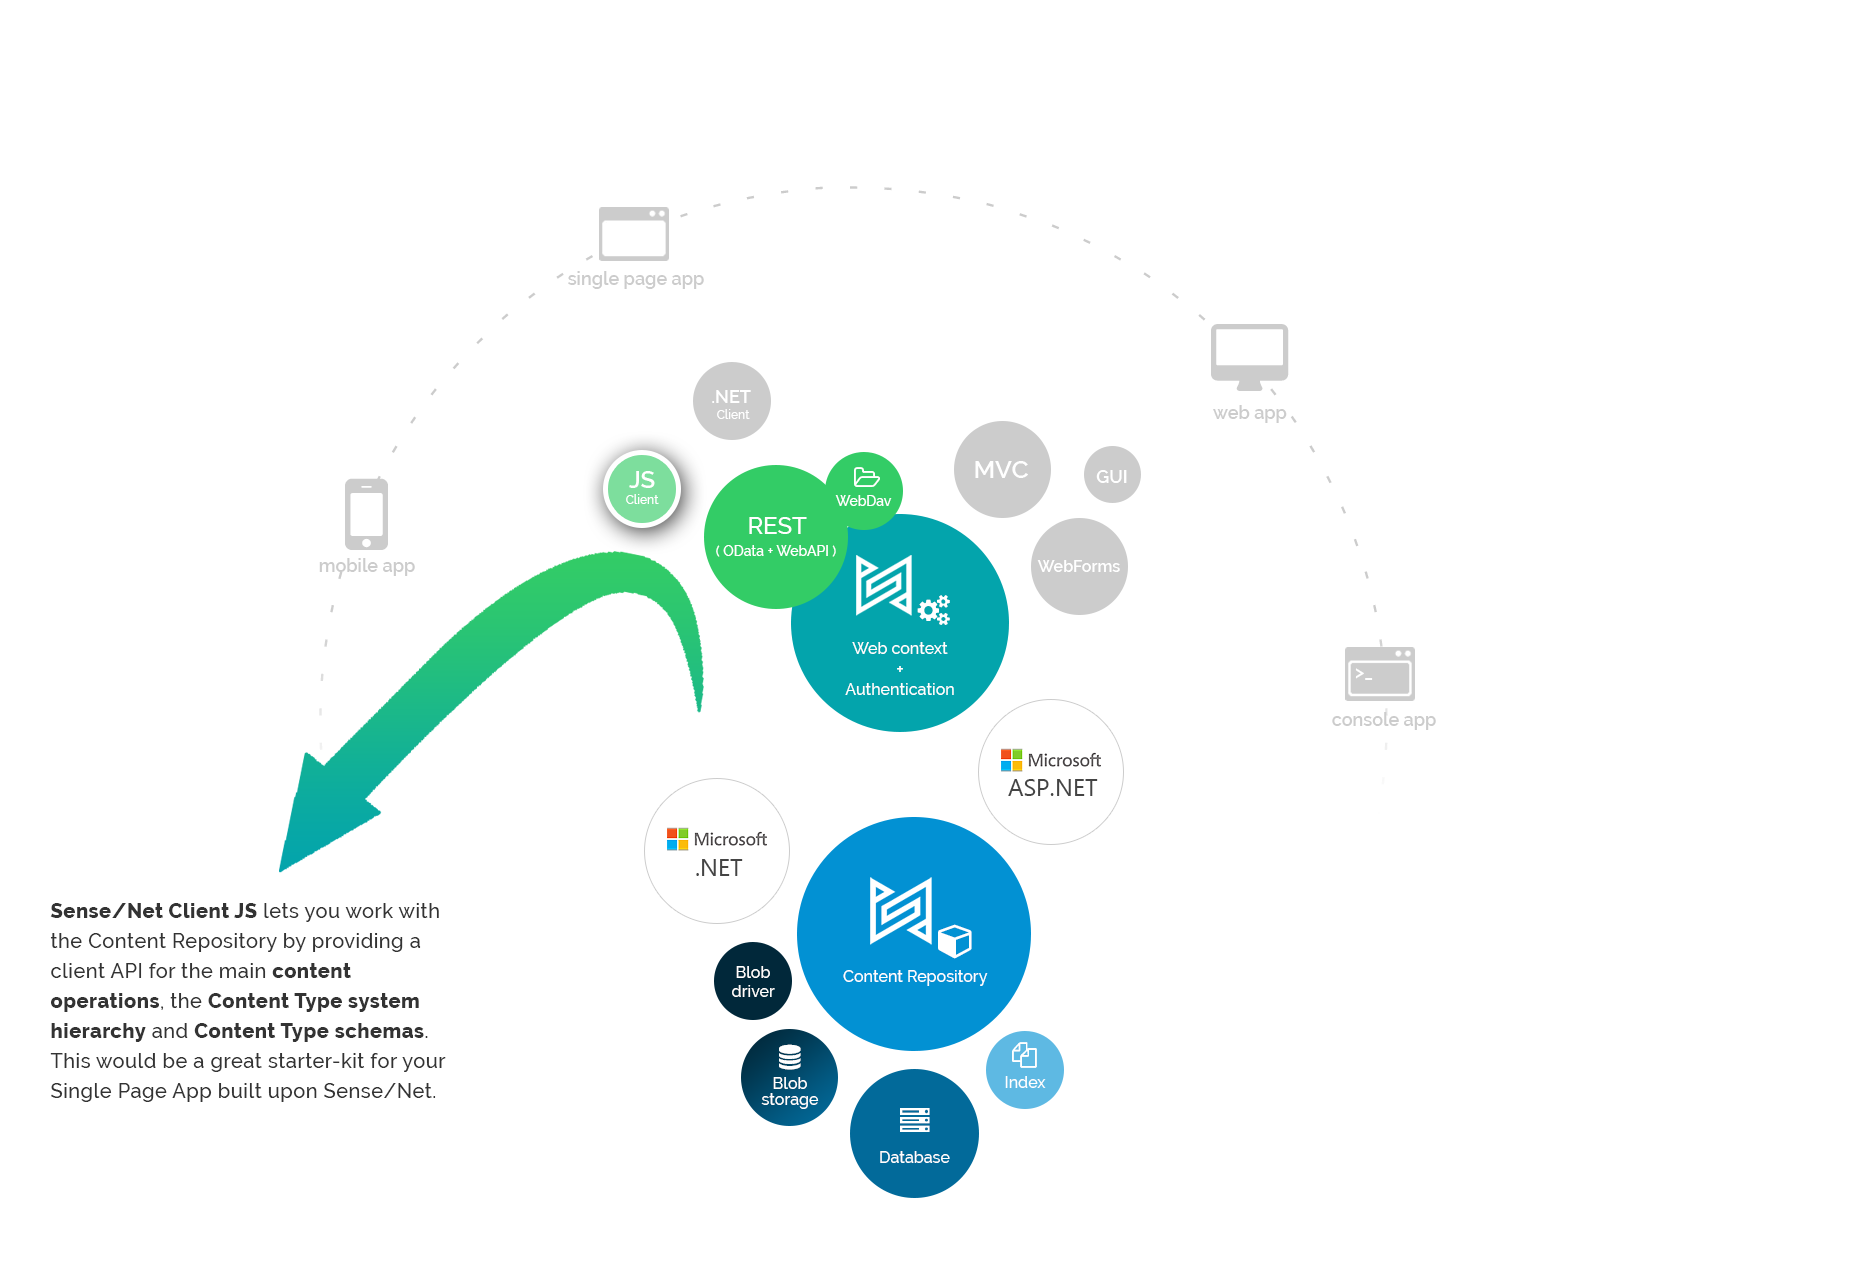 single page app
web app
.NET
Client
JS
Client
WebDav
MVC
GUI
REST
( OData + WebAPI )
mobile app
WebForms
Web context
+
Authentication
>_
console app
Microsoft
ASP.NET
Microsoft
.NET
Content Repository
Blob
driver
Blob
storage
Index
Database
Sense/Net Client JS lets you work with
the Content Repository by providing a
client API for the main content
operations, the Content Type system
hierarchy and Content Type schemas.
This would be a great starter-kit for your
Single Page App built upon Sense/Net.